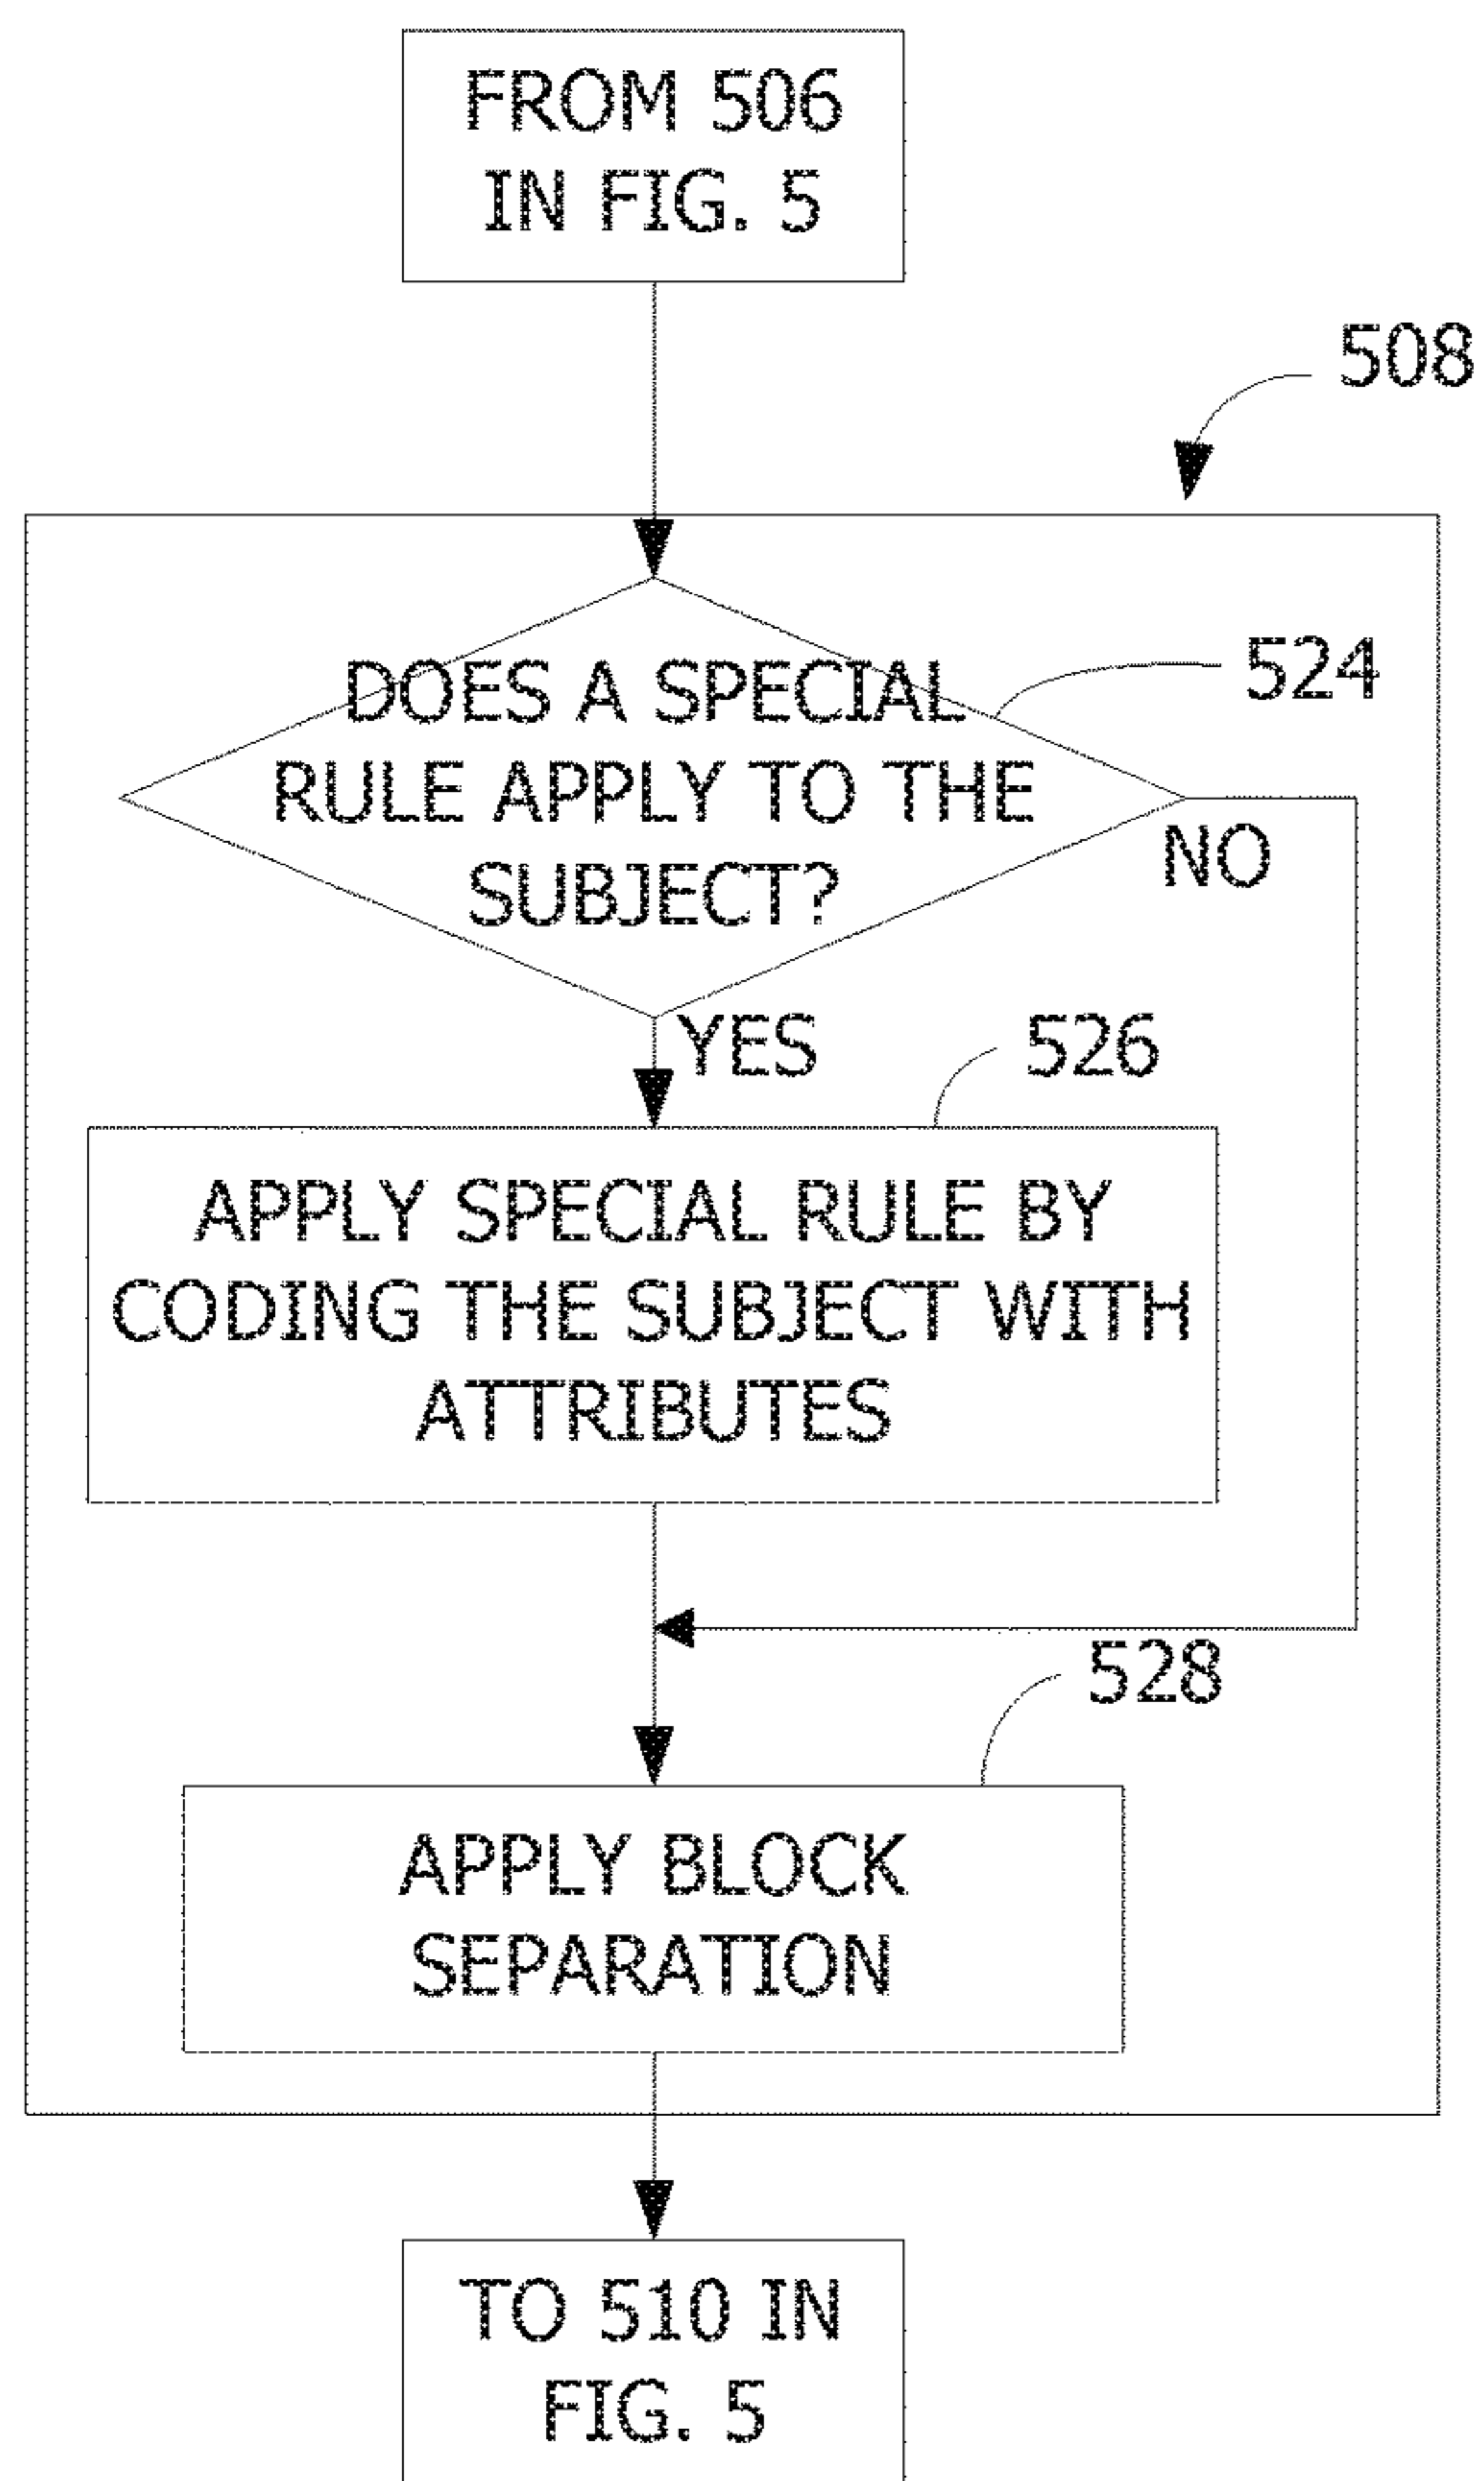 FROM 506
IN FIG. 5
508
DOES A SPECIAL
RULE APPLY TO THE
SUBJECT?
524
NO
YES
526
APPLY SPECIAL RULE BY
CODING THE SUBJECT WITH
ATTRIBUTES
528
APPLY BLOCK
SEPARATION
TO 510 IN
FIG. 5